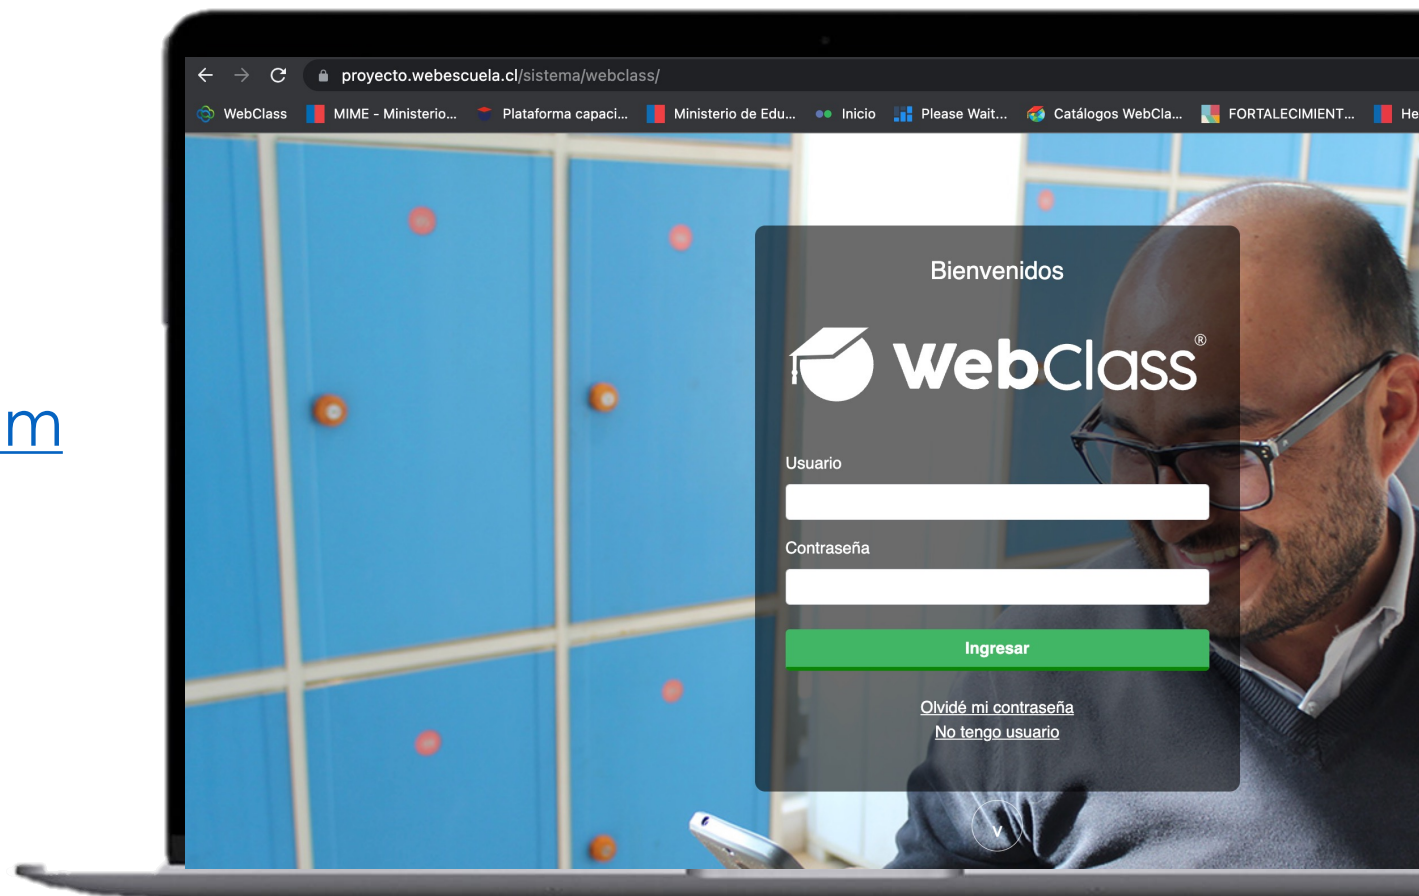 proyecto.webescuela.cl/sistema/webclass/
WebClass MIME - Ministerio... Plataforma capaci... Ministerio de Edu... Inicio Please Wait... Catálogos WebCla... FORTALECIMIENT... He
m
Bienvenidos
WebClass®
Usuario
Contraseña
Ingresar
Olvidé mi contraseña
No tengo usuario